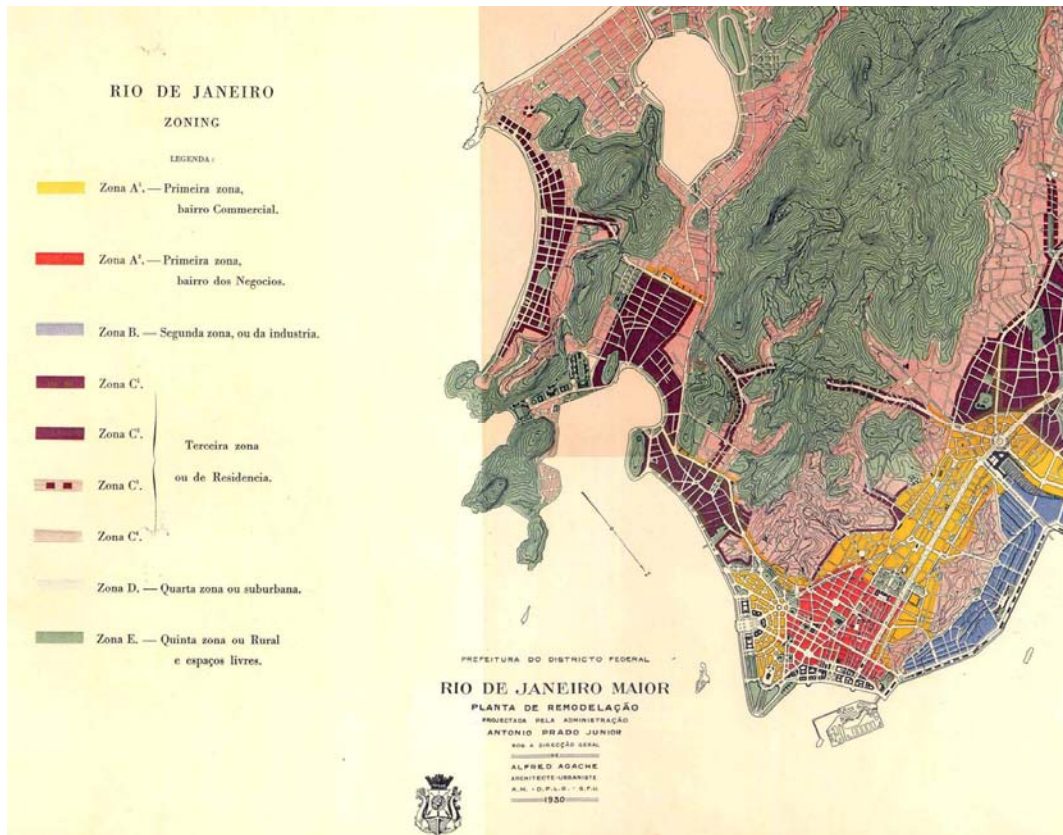 RIO DE JANEIRO
ZONING
LEGENDA:
Zona A¹. — Primeira zona,
bairro Commercial.
Zona A². — Primeira zona,
bairro dos Negocios.
Zona B. — Segunda zona, ou da industria.
Zona C¹.
Zona C².
Terceira zona
ou de Residencia.
Zona C³.
Zona C⁴.
Zona D. — Quarta zona ou suburbana.
Zona E. — Quinta zona ou Rural
e espaços livres.
PREFEITURA DO DISTRICTO FEDERAL
RIO DE JANEIRO MAIOR
PLANTA DE REMODELAÇÃO
PROJECTADA PELA ADMINISTRAÇÃO
ANTONIO PRADO JUNIOR
SOB A DIRECÇÃO GERAL
DE
ALFRED AGACHE
ARCHITECTE-URBANISTE
A.N. - D.P.L.G. - S.F.U.
1930